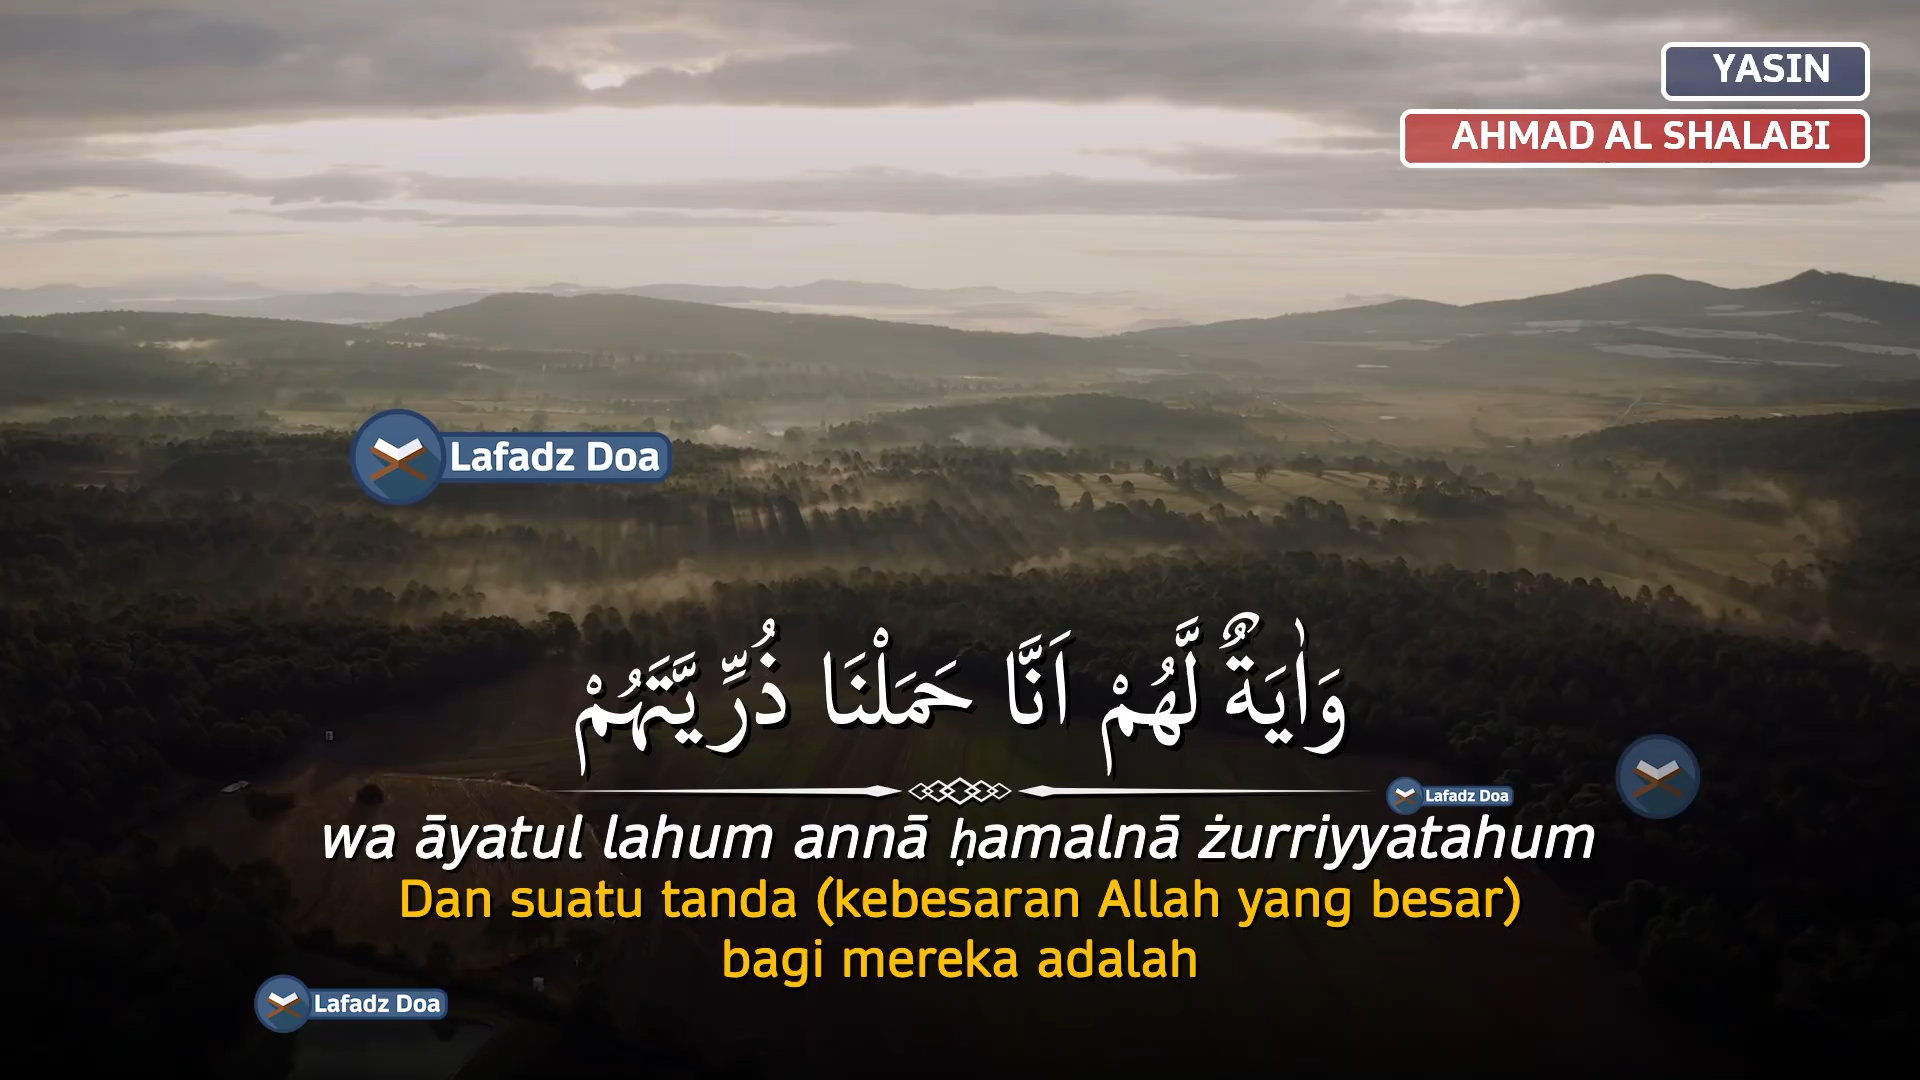 YASIN
AHMAD AL SHALABI
Lafadz Doa
وَاٰيَةٌ لَّهُمْ اَنَّا حَمَلْنَا ذُرِّيَّتَهُمْ
Lafadz Doa
wa āyatul lahum annā ḥamalnā żurriyyatahum
Dan suatu tanda (kebesaran Allah yang besar)
bagi mereka adalah
Lafadz Doa